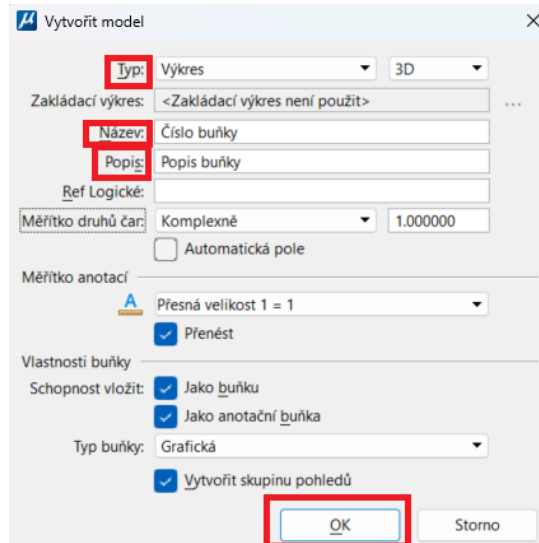 Vytvořit model
Typ: Výkres 3D
Zakládací výkres: <Zakládací výkres není použit> ...
Název: Číslo buňky
Popis: Popis buňky
Ref Logické:
Měřítko druhů čar: Komplexně 1.000000
Automatická pole
Měřítko anotací
A Přesná velikost 1 = 1
Přenést
Vlastnosti buňky
Schopnost vložit: Jako buňku
Jako anotační buňka
Typ buňky: Grafická
Vytvořit skupinu pohledů
OK Storno